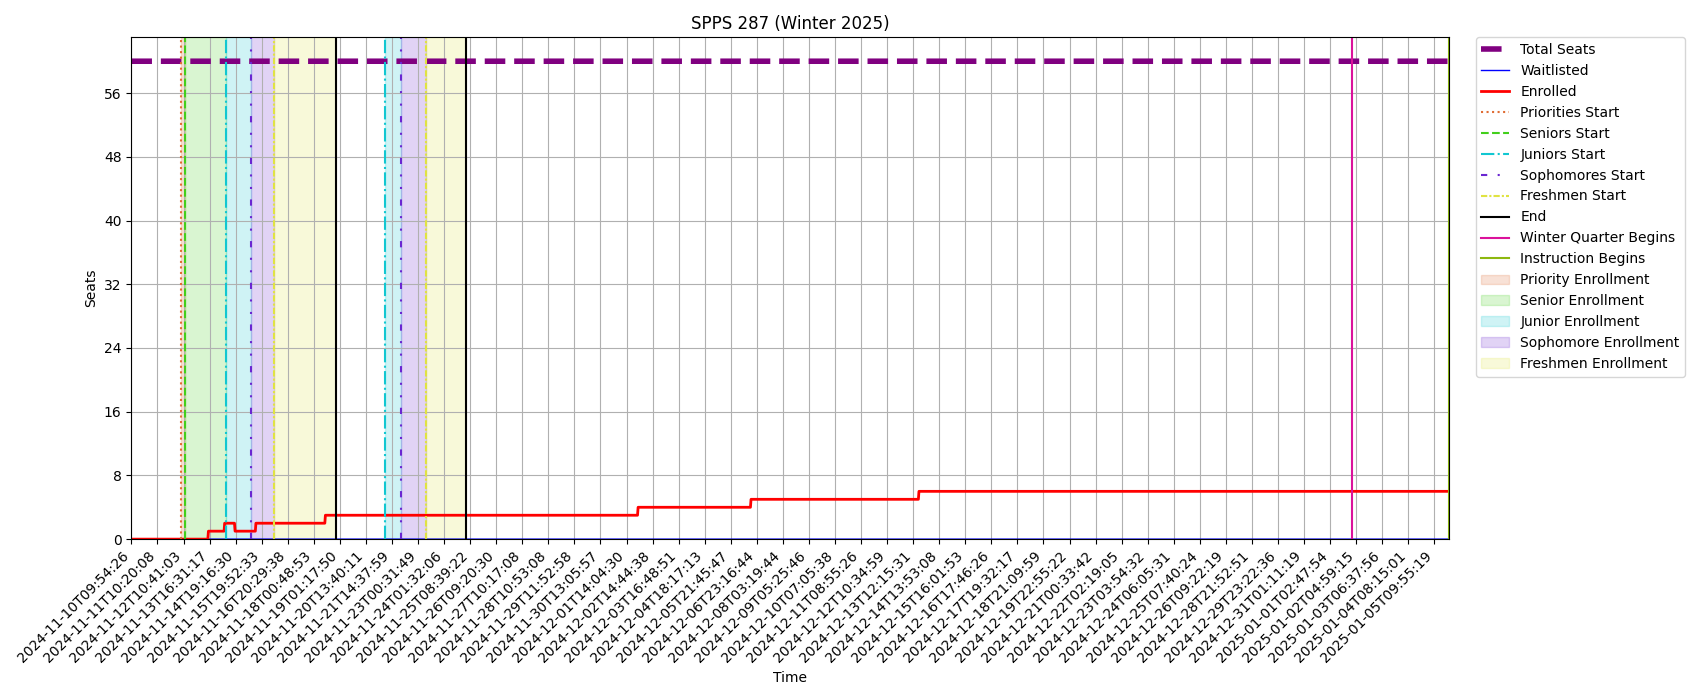 SPPS 287 (Winter 2025)
Seats
56
48
40
32
24
16
8
0
2024-11-10T09:54:26
2024-11-11T10:20:08
2024-11-12T10:41:03
2024-11-13T16:31:17
2024-11-14T19:16:30
2024-11-15T19:52:33
2024-11-16T20:29:38
2024-11-18T00:48:53
2024-11-19T01:17:50
2024-11-20T13:40:11
2024-11-21T14:37:59
2024-11-23T00:31:49
2024-11-24T01:32:06
2024-11-25T08:39:22
2024-11-26T09:20:30
2024-11-27T10:17:08
2024-11-28T10:53:08
2024-11-29T11:52:58
2024-11-30T13:05:57
2024-12-01T14:04:30
2024-12-02T14:44:38
2024-12-03T16:48:51
2024-12-04T18:17:13
2024-12-05T21:45:47
2024-12-06T23:16:44
2024-12-08T03:19:44
2024-12-09T05:25:46
2024-12-10T07:05:38
2024-12-11T08:55:26
2024-12-12T10:34:59
2024-12-13T12:15:31
2024-12-14T13:53:08
2024-12-15T16:01:53
2024-12-16T17:46:26
2024-12-17T19:32:17
2024-12-18T21:09:59
2024-12-19T22:55:22
2024-12-21T00:33:42
2024-12-22T02:19:05
2024-12-23T03:54:32
2024-12-24T06:05:31
2024-12-25T07:40:24
2024-12-26T09:22:19
2024-12-28T21:52:51
2024-12-29T23:22:36
2024-12-31T01:11:19
2025-01-01T02:47:54
2025-01-02T04:59:15
2025-01-03T06:37:56
2025-01-04T08:15:01
2025-01-05T09:55:19
Time
Total Seats
Waitlisted
Enrolled
Priorities Start
Seniors Start
Juniors Start
Sophomores Start
Freshmen Start
End
Winter Quarter Begins
Instruction Begins
Priority Enrollment
Senior Enrollment
Junior Enrollment
Sophomore Enrollment
Freshmen Enrollment